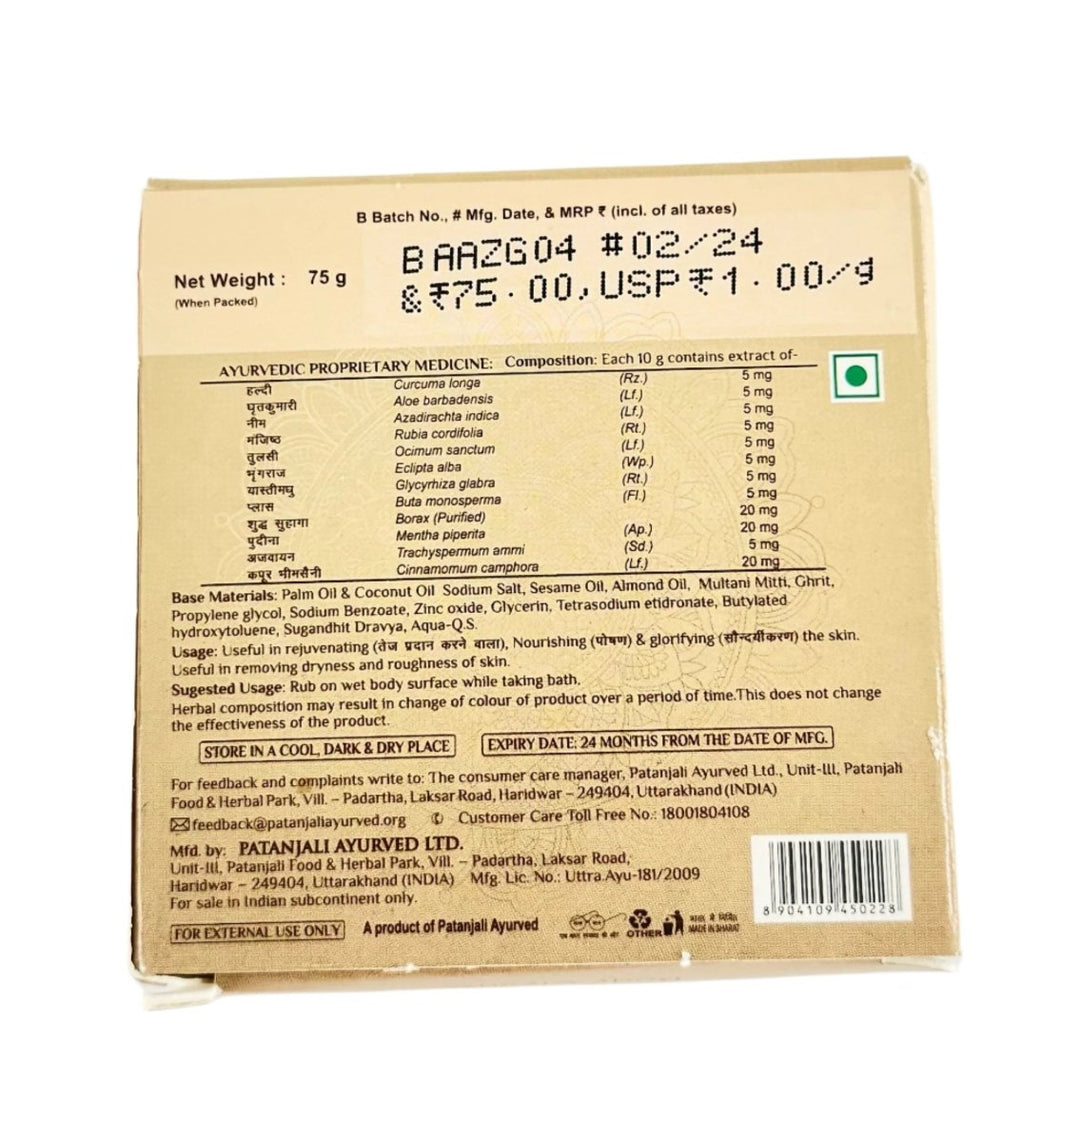 B Batch No., # Mfg. Date, & MRP ₹ (incl. of all taxes)
B AAZG04 #02/24
Net Weight : 75 g
&₹75.00, USP₹1.00/g
(When Packed)
AYURVEDIC PROPRIETARY MEDICINE: Composition: Each 10 g contains extract of-
हल्दी Curcuma longa (Rz.) 5 mg
घृतकुमारी Aloe barbadensis (Lf.) 5 mg
नीम Azadirachta indica (Lf.) 5 mg
मंजिष्ठ Rubia cordifolia (Rt.) 5 mg
तुलसी Ocimum sanctum (Lf.) 5 mg
भृंगराज Eclipta alba (Wp.) 5 mg
यास्तीमधु Glycyrhiza glabra (Rt.) 5 mg
प्लास Buta monosperma (Fl.) 5 mg
शुद्ध सुहागा Borax (Purified) 20 mg
पुदीना Mentha piperita (Ap.) 20 mg
अजवायन Trachyspermum ammi (Sd.) 5 mg
कपूर भीमसैनी Cinnamomum camphora (Lf.) 20 mg
Base Materials: Palm Oil & Coconut Oil Sodium Salt, Sesame Oil, Almond Oil, Multani Mitti, Ghrit,
Propylene glycol, Sodium Benzoate, Zinc oxide, Glycerin, Tetrasodium etidronate, Butylated
hydroxytoluene, Sugandhit Dravya, Aqua-Q.S.
Usage: Useful in rejuvenating (तेज प्रदान करने वाला), Nourishing (पोषण) & glorifying (सौन्दर्यीकरण) the skin.
Useful in removing dryness and roughness of skin.
Sugested Usage: Rub on wet body surface while taking bath.
Herbal composition may result in change of colour of product over a period of time.This does not change
the effectiveness of the product.
STORE IN A COOL, DARK & DRY PLACE EXPIRY DATE: 24 MONTHS FROM THE DATE OF MFG.
For feedback and complaints write to: The consumer care manager, Patanjali Ayurved Ltd., Unit-III, Patanjali
Food & Herbal Park, Vill. – Padartha, Laksar Road, Haridwar – 249404, Uttarakhand (INDIA)
feedback@patanjaliayurved.org Customer Care Toll Free No.: 18001804108
Mfd. by: PATANJALI AYURVED LTD.
Unit-III, Patanjali Food & Herbal Park, Vill. – Padartha, Laksar Road,
Haridwar – 249404, Uttarakhand (INDIA) Mfg. Lic. No.: Uttra.Ayu-181/2009
For sale in Indian subcontinent only.
8 904109 450228
FOR EXTERNAL USE ONLY A product of Patanjali Ayurved
OTHER
भारत में निर्मित
MADE IN BHARAT